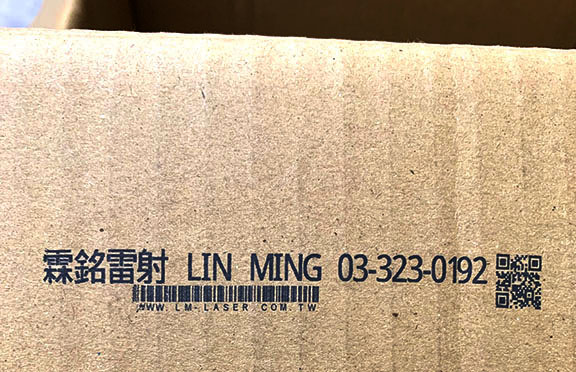 霖銘雷射 LIN MING 03-323-0192
WWW.LM-LASER.COM.TW